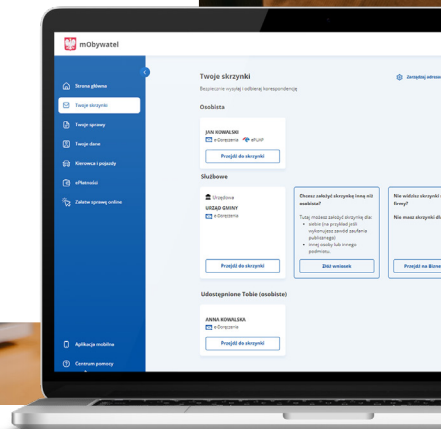 mObywatel
Strona główna
Twoje skrzynki
Twoje sprawy
Twoje dane
Kierowca i pojazdy
ePłatności
Załatw sprawę online
Aplikacja mobilna
Centrum pomocy
Twoje skrzynki
Zarządzaj adresa
Bezpiecznie wysyłaj i odbieraj korespondencję
Osobista
JAN KOWALSKI
e-Doręczenia ePUAP
Przejdź do skrzynki
Służbowe
Urzędowa
URZĄD GMINY
e-Doręczenia
Przejdź do skrzynki
Chcesz założyć skrzynkę inną niż
osobista?
Tutaj możesz założyć skrzynkę dla:
siebie (na przykład jeśli
wykonujesz zawód zaufania
publicznego)
innej osoby lub innego
podmiotu.
Złóż wniosek
Nie widzisz skrzynki
firmy?
Nie masz skrzynki dla
Przejdź na Bizne
Udostępnione Tobie (osobiste)
ANNA KOWALSKA
e-Doręczenia
Przejdź do skrzynki